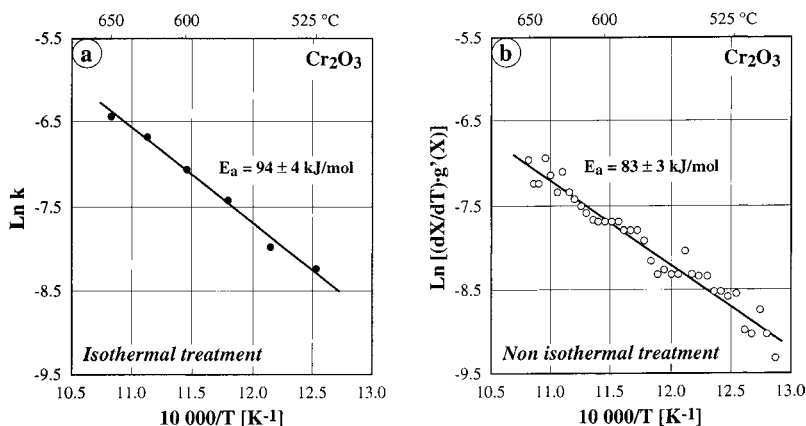 650 600 525 °C
-5.5
a
Cr2O3
-6.5
Ea = 94 ± 4 kJ/mol
Ln k
-7.5
-8.5
Isothermal treatment
-9.5
10.5 11.0 11.5 12.0 12.5 13.0
10 000/T [K-1]
650 600 525 °C
-5.5
b
Cr2O3
-6.5
Ea = 83 ± 3 kJ/mol
Ln [(dX/dT)·g'(X)]
-7.5
-8.5
Non isothermal treatment
-9.5
10.5 11.0 11.5 12.0 12.5 13.0
10 000/T [K-1]